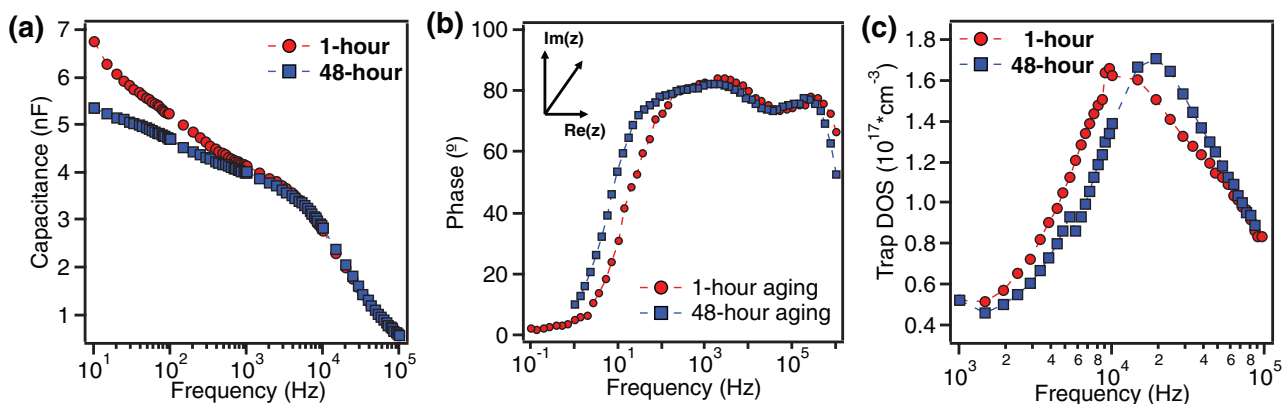 (a)
1-hour
48-hour
Capacitance (nF)
7
6
5
4
3
2
1
10^1
10^2
10^3
10^4
10^5
Frequency (Hz)
(b)
Im(z)
Re(z)
1-hour aging
48-hour aging
Phase (º)
100
80
60
40
20
0
10^-1
10^0
10^1
10^3
10^5
Frequency (Hz)
(c)
1-hour
48-hour
Trap DOS (10^17*cm^-3)
1.8
1.6
1.4
1.2
1.0
0.8
0.6
0.4
10^3
2
4
6
8
10^4
2
4
6
8
10^5
Frequency (Hz)